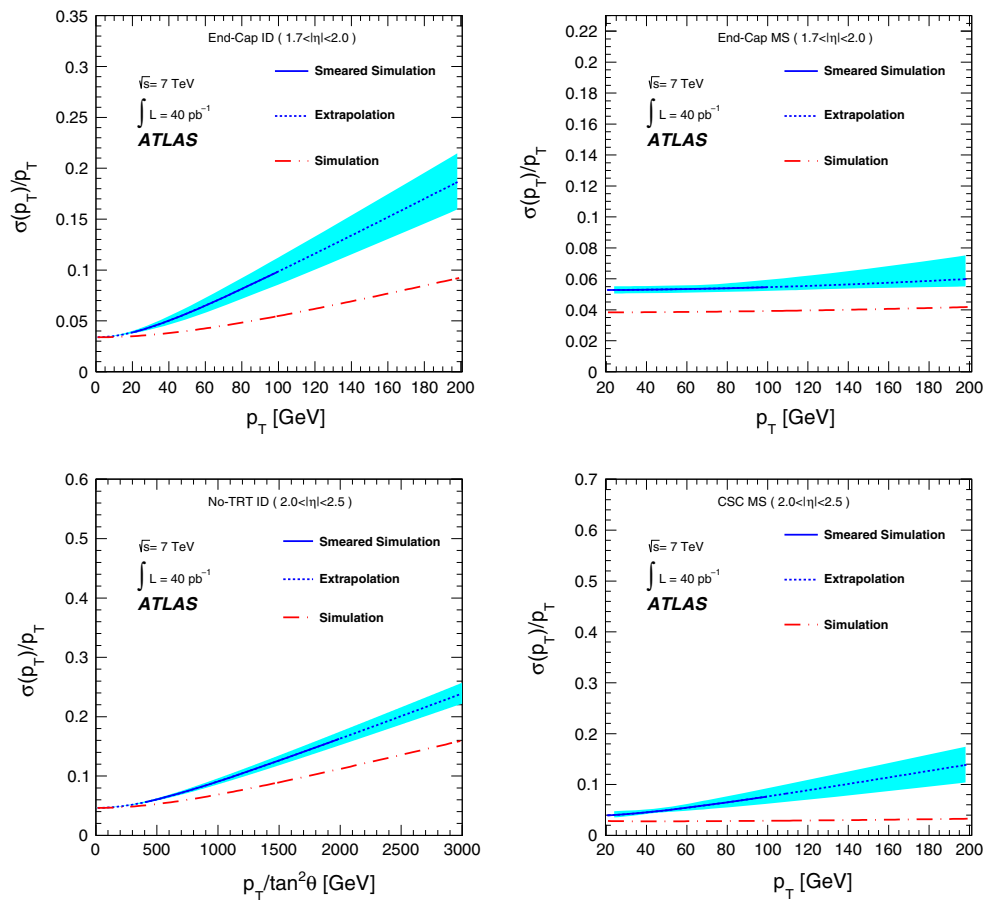 End-Cap ID ( 1.7<|η|<2.0 )
√s= 7 TeV
∫ L = 40 pb⁻¹
ATLAS
Smeared Simulation
Extrapolation
Simulation
σ(p_T)/p_T
0.35
0.3
0.25
0.2
0.15
0.1
0.05
0
0 20 40 60 80 100 120 140 160 180 200
p_T [GeV]
End-Cap MS ( 1.7<|η|<2.0 )
√s= 7 TeV
∫ L = 40 pb⁻¹
ATLAS
Smeared Simulation
Extrapolation
Simulation
σ(p_T)/p_T
0.22
0.2
0.18
0.16
0.14
0.12
0.1
0.08
0.06
0.04
0.02
0
20 40 60 80 100 120 140 160 180 200
p_T [GeV]
No-TRT ID ( 2.0<|η|<2.5 )
√s= 7 TeV
∫ L = 40 pb⁻¹
ATLAS
Smeared Simulation
Extrapolation
Simulation
σ(p_T)/p_T
0.6
0.5
0.4
0.3
0.2
0.1
0
0 500 1000 1500 2000 2500 3000
p_T/tan²θ [GeV]
CSC MS ( 2.0<|η|<2.5 )
√s= 7 TeV
∫ L = 40 pb⁻¹
ATLAS
Smeared Simulation
Extrapolation
Simulation
σ(p_T)/p_T
0.7
0.6
0.5
0.4
0.3
0.2
0.1
0
20 40 60 80 100 120 140 160 180 200
p_T [GeV]